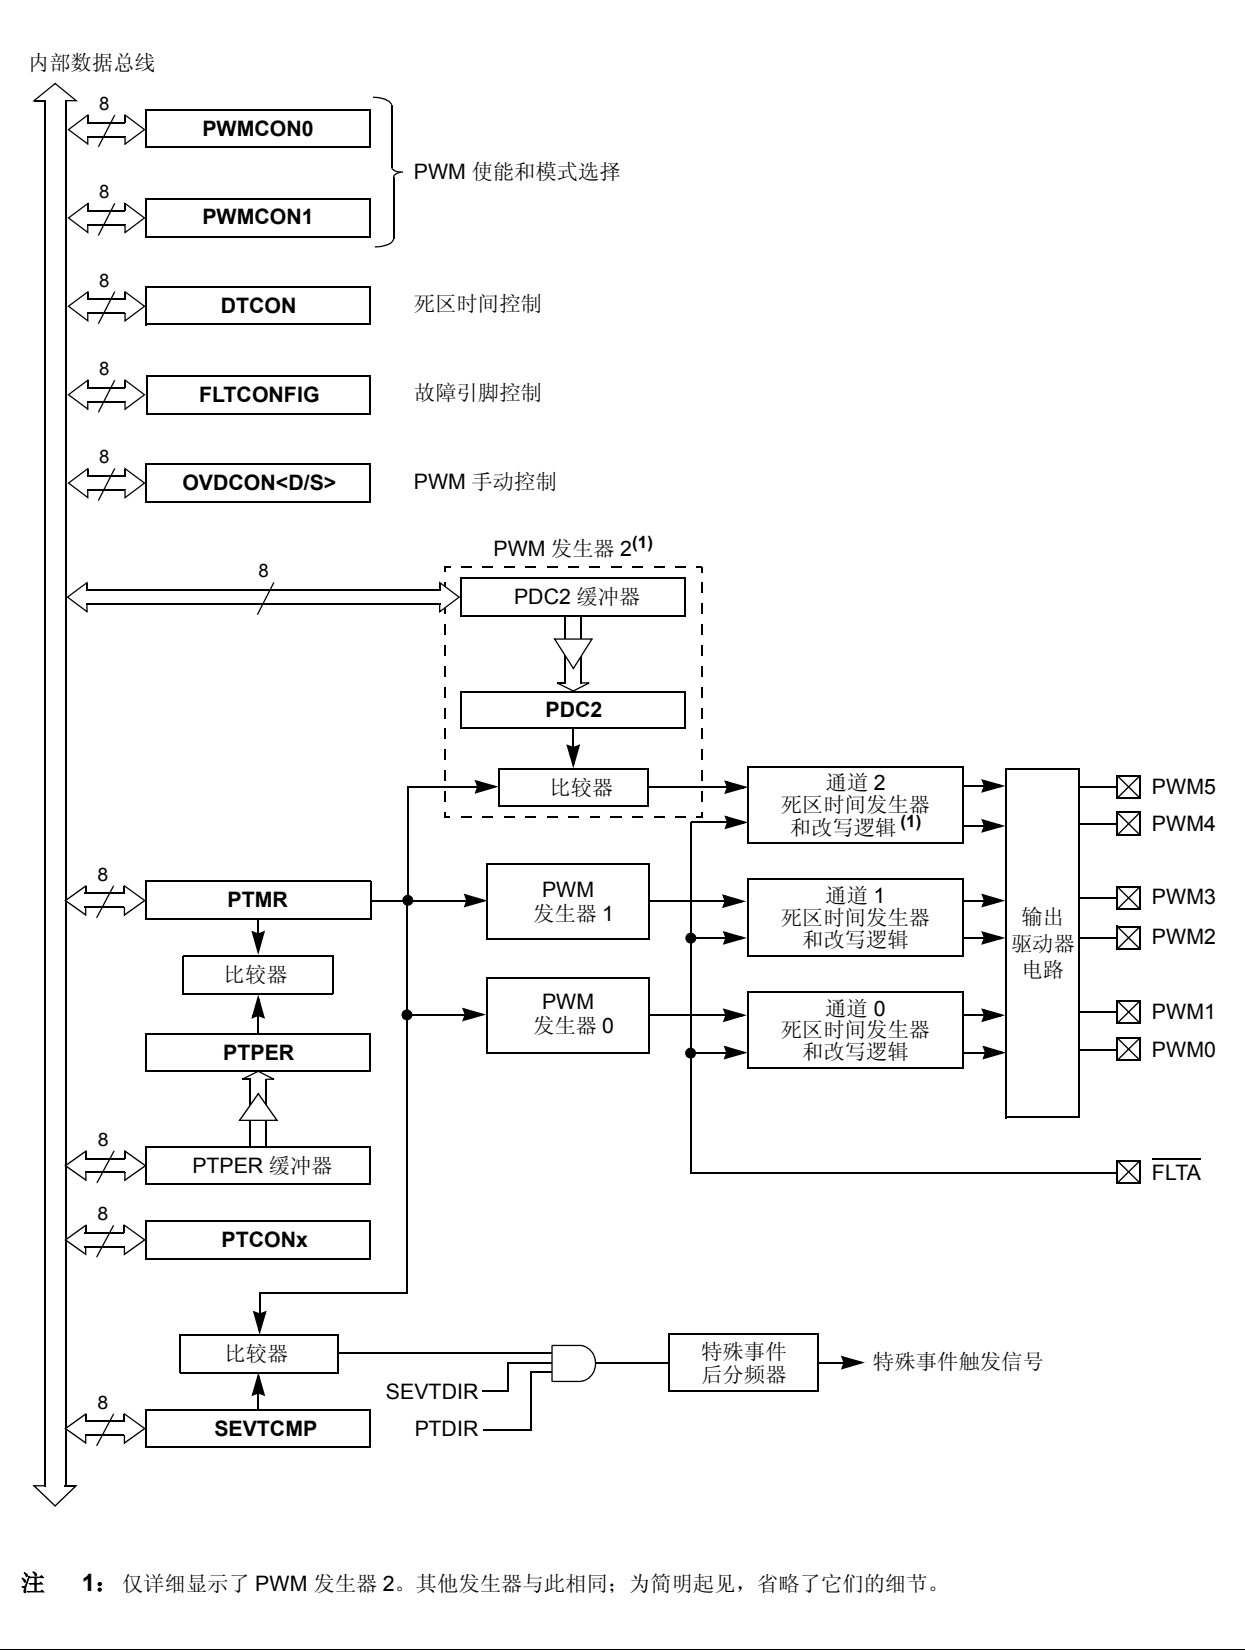 内部数据总线
8
PWMCON0
PWM 使能和模式选择
8
PWMCON1
8
DTCON
死区时间控制
8
FLTCONFIG
故障引脚控制
8
OVDCON<D/S>
PWM 手动控制
PWM 发生器 2(1)
8
PDC2 缓冲器
PDC2
比较器
通道 2
死区时间发生器
和改写逻辑 (1)
PWM5
PWM4
8
PTMR
PWM
发生器 1
通道 1
死区时间发生器
和改写逻辑
输出
驱动器
电路
PWM3
PWM2
比较器
PWM
发生器 0
通道 0
死区时间发生器
和改写逻辑
PWM1
PWM0
PTPER
8
PTPER 缓冲器
FLTA
8
PTCONx
比较器
特殊事件
后分频器
特殊事件触发信号
SEVTDIR
8
SEVTCMP
PTDIR
注 1: 仅详细显示了 PWM 发生器 2。其他发生器与此相同;为简明起见,省略了它们的细节。